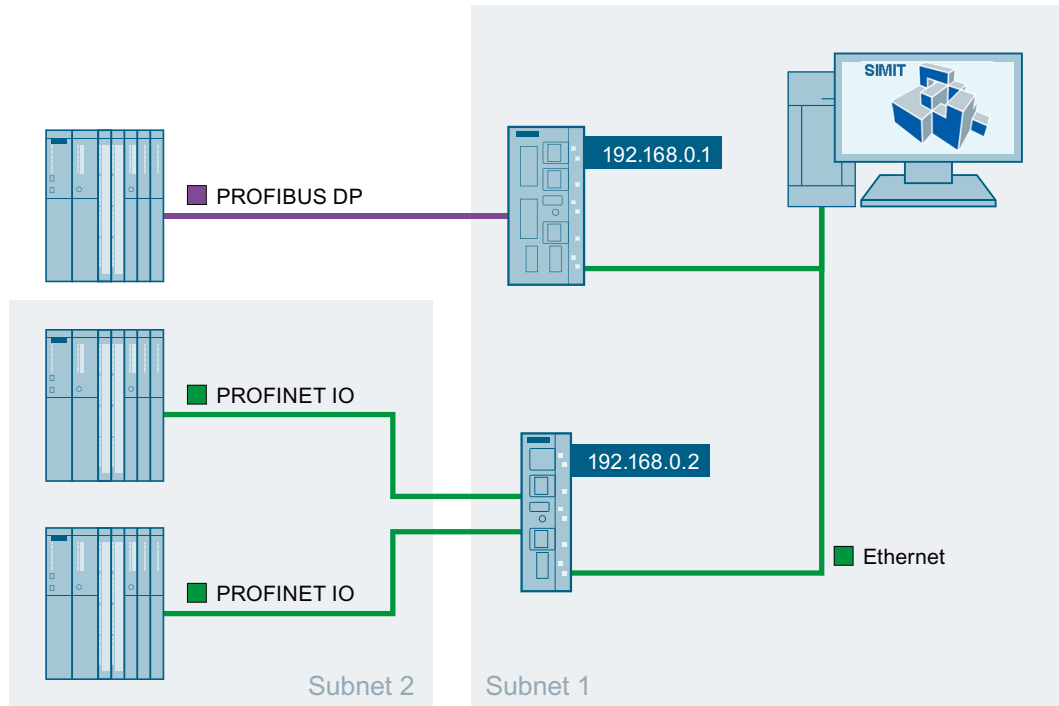 SIMIT
192.168.0.1
PROFIBUS DP
PROFINET IO
192.168.0.2
Ethernet
PROFINET IO
Subnet 2
Subnet 1